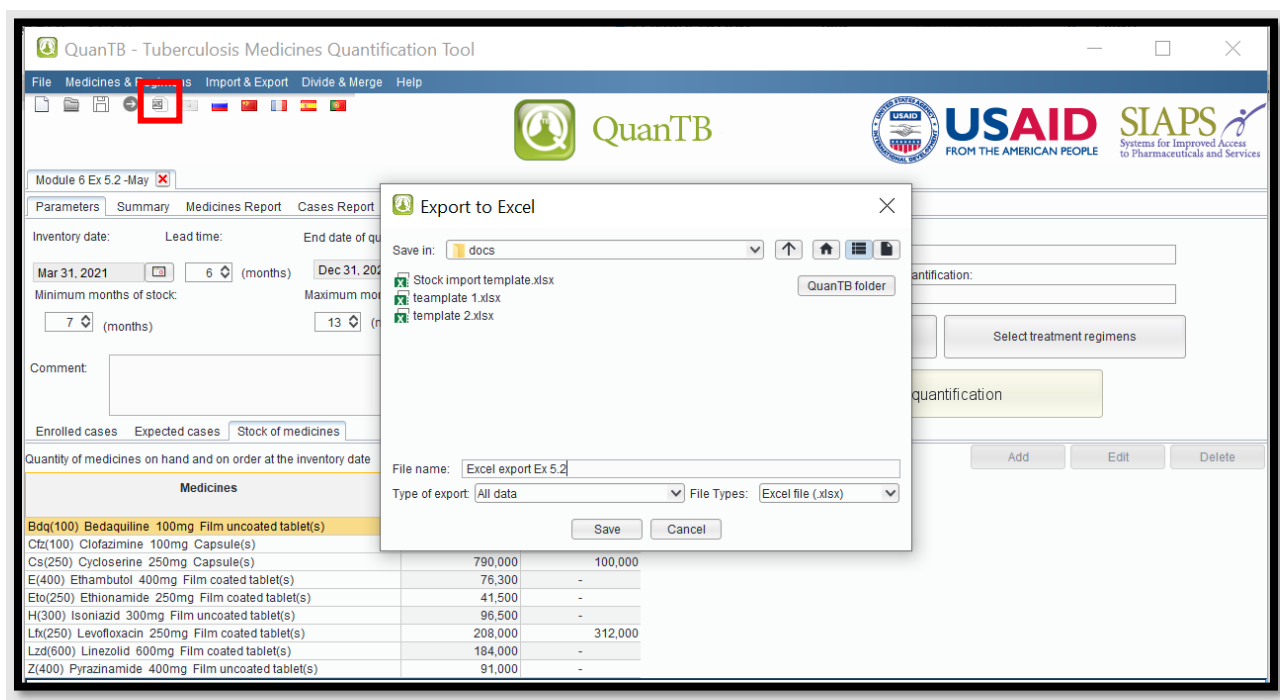 QuanTB - Tuberculosis Medicines Quantification Tool
File Medicines & Regimens Import & Export Divide & Merge Help
QuanTB
USAID
UNITED STATES AGENCY
INTERNATIONAL DEVELOPMENT
USAID
FROM THE AMERICAN PEOPLE
SIAPS
Systems for Improved Access
to Pharmaceuticals and Services
Module 6 Ex 5.2 -May
Parameters Summary Medicines Report Cases Report
Inventory date: Lead time: End date of qu
Mar 31, 2021 6 (months) Dec 31, 202
Minimum months of stock: Maximum mon
7 (months) 13 (
Comment:
Export to Excel
Save in: docs
Stock import template.xlsx
teamplate 1.xlsx
template 2.xlsx
QuanTB folder
File name: Excel export Ex 5.2
Type of export: All data File Types: Excel file (.xlsx)
Save Cancel
antification:
Select treatment regimens
quantification
Enrolled cases Expected cases Stock of medicines
Quantity of medicines on hand and on order at the inventory date
Add Edit Delete
Medicines
Bdq(100) Bedaquiline 100mg Film uncoated tablet(s)
Cfz(100) Clofazimine 100mg Capsule(s)
Cs(250) Cycloserine 250mg Capsule(s) 790,000 100,000
E(400) Ethambutol 400mg Film coated tablet(s) 76,300 -
Eto(250) Ethionamide 250mg Film coated tablet(s) 41,500 -
H(300) Isoniazid 300mg Film uncoated tablet(s) 96,500 -
Lfx(250) Levofloxacin 250mg Film coated tablet(s) 208,000 312,000
Lzd(600) Linezolid 600mg Film coated tablet(s) 184,000 -
Z(400) Pyrazinamide 400mg Film uncoated tablet(s) 91,000 -